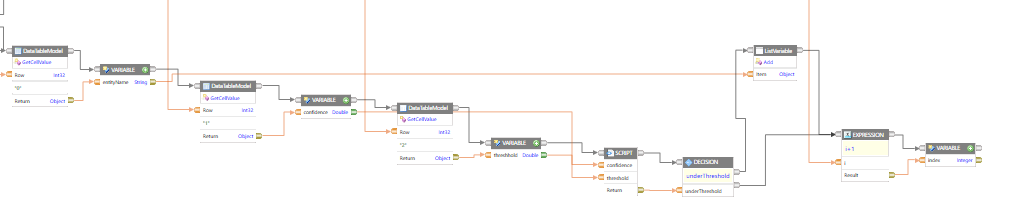 DataTableModel
GetCellValue
Row Int32
"0"
Return Object
VARIABLE
entityName String
DataTableModel
GetCellValue
Row Int32
"1"
Return Object
VARIABLE
confidence Double
DataTableModel
GetCellValue
Row Int32
"2"
Return Object
VARIABLE
threshold Double
SCRIPT
confidence
threshold
Return
DECISION
underThreshold
underThreshold
ListVariable
Add
Item Object
EXPRESSION
i+1
i
Result
VARIABLE
index Integer